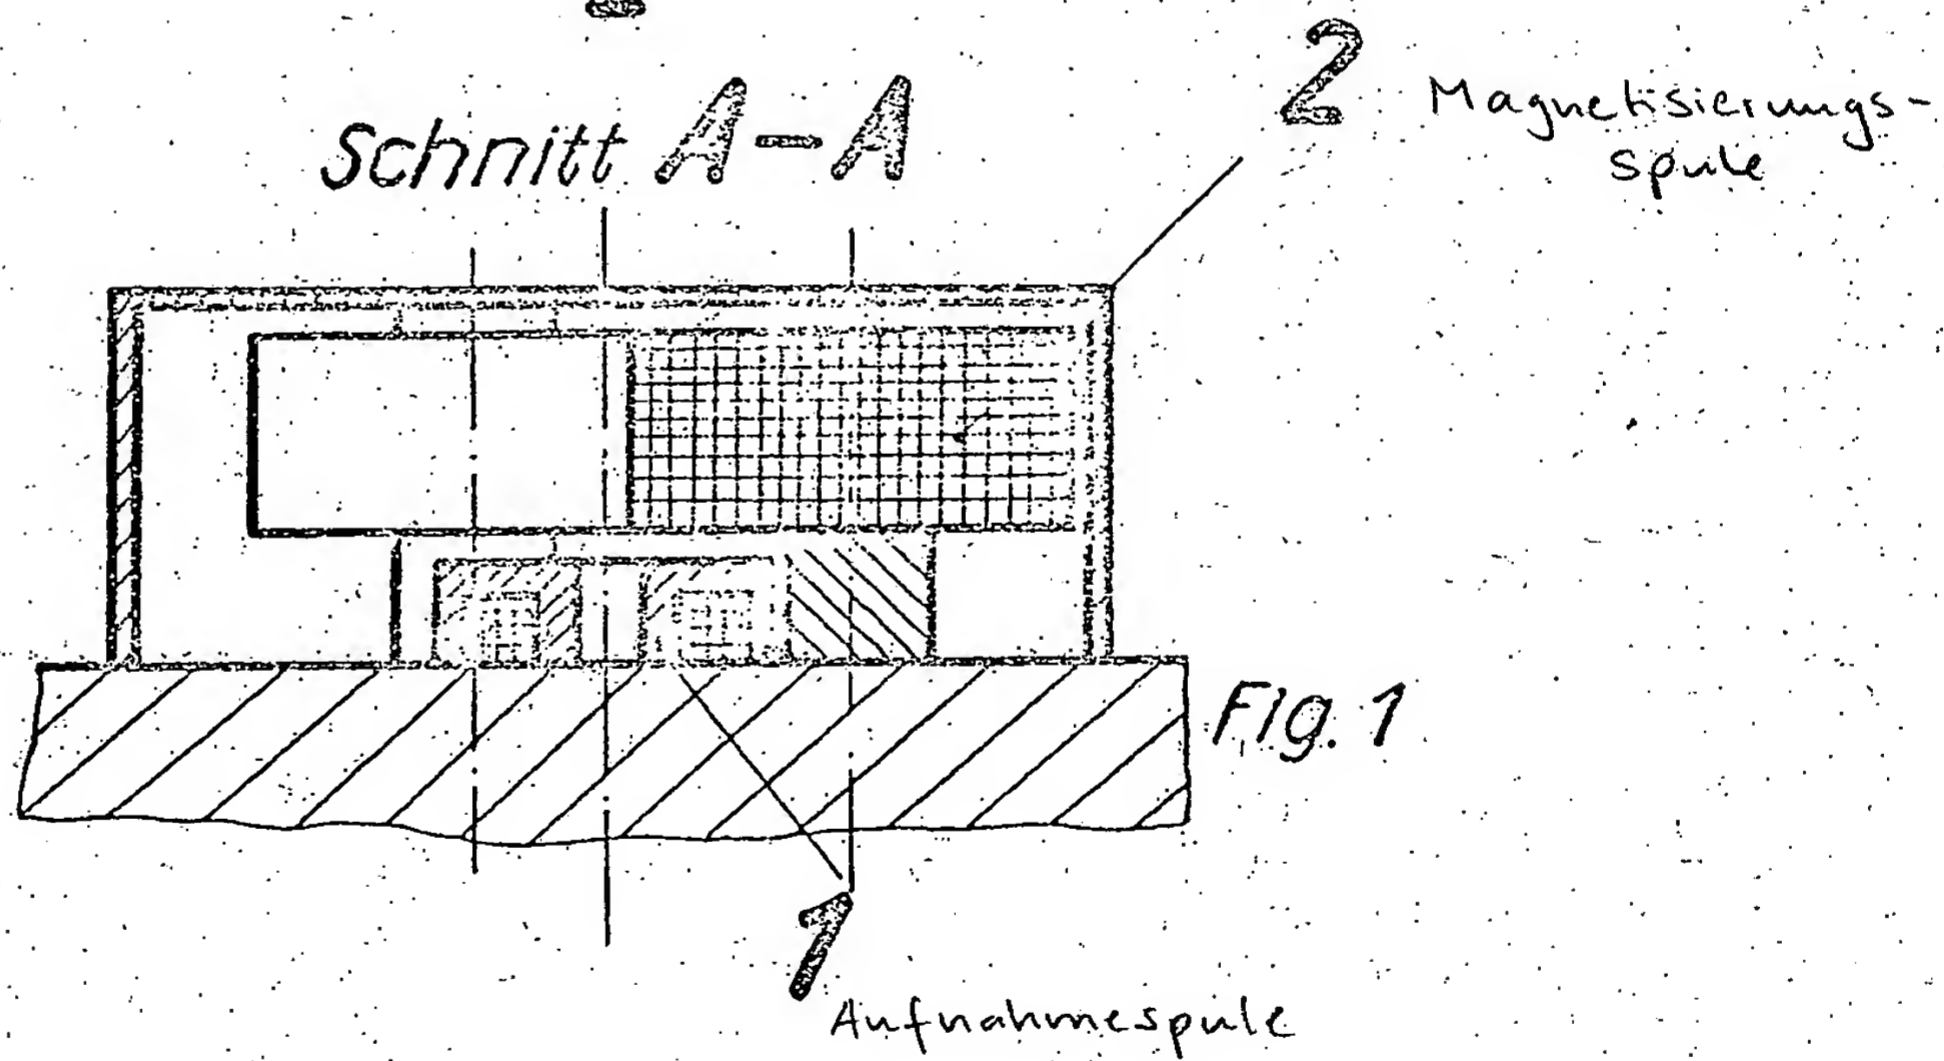 Schnitt A-A
2 Magnetisierungs-
spule
Fig. 1
1
Aufnahmespule